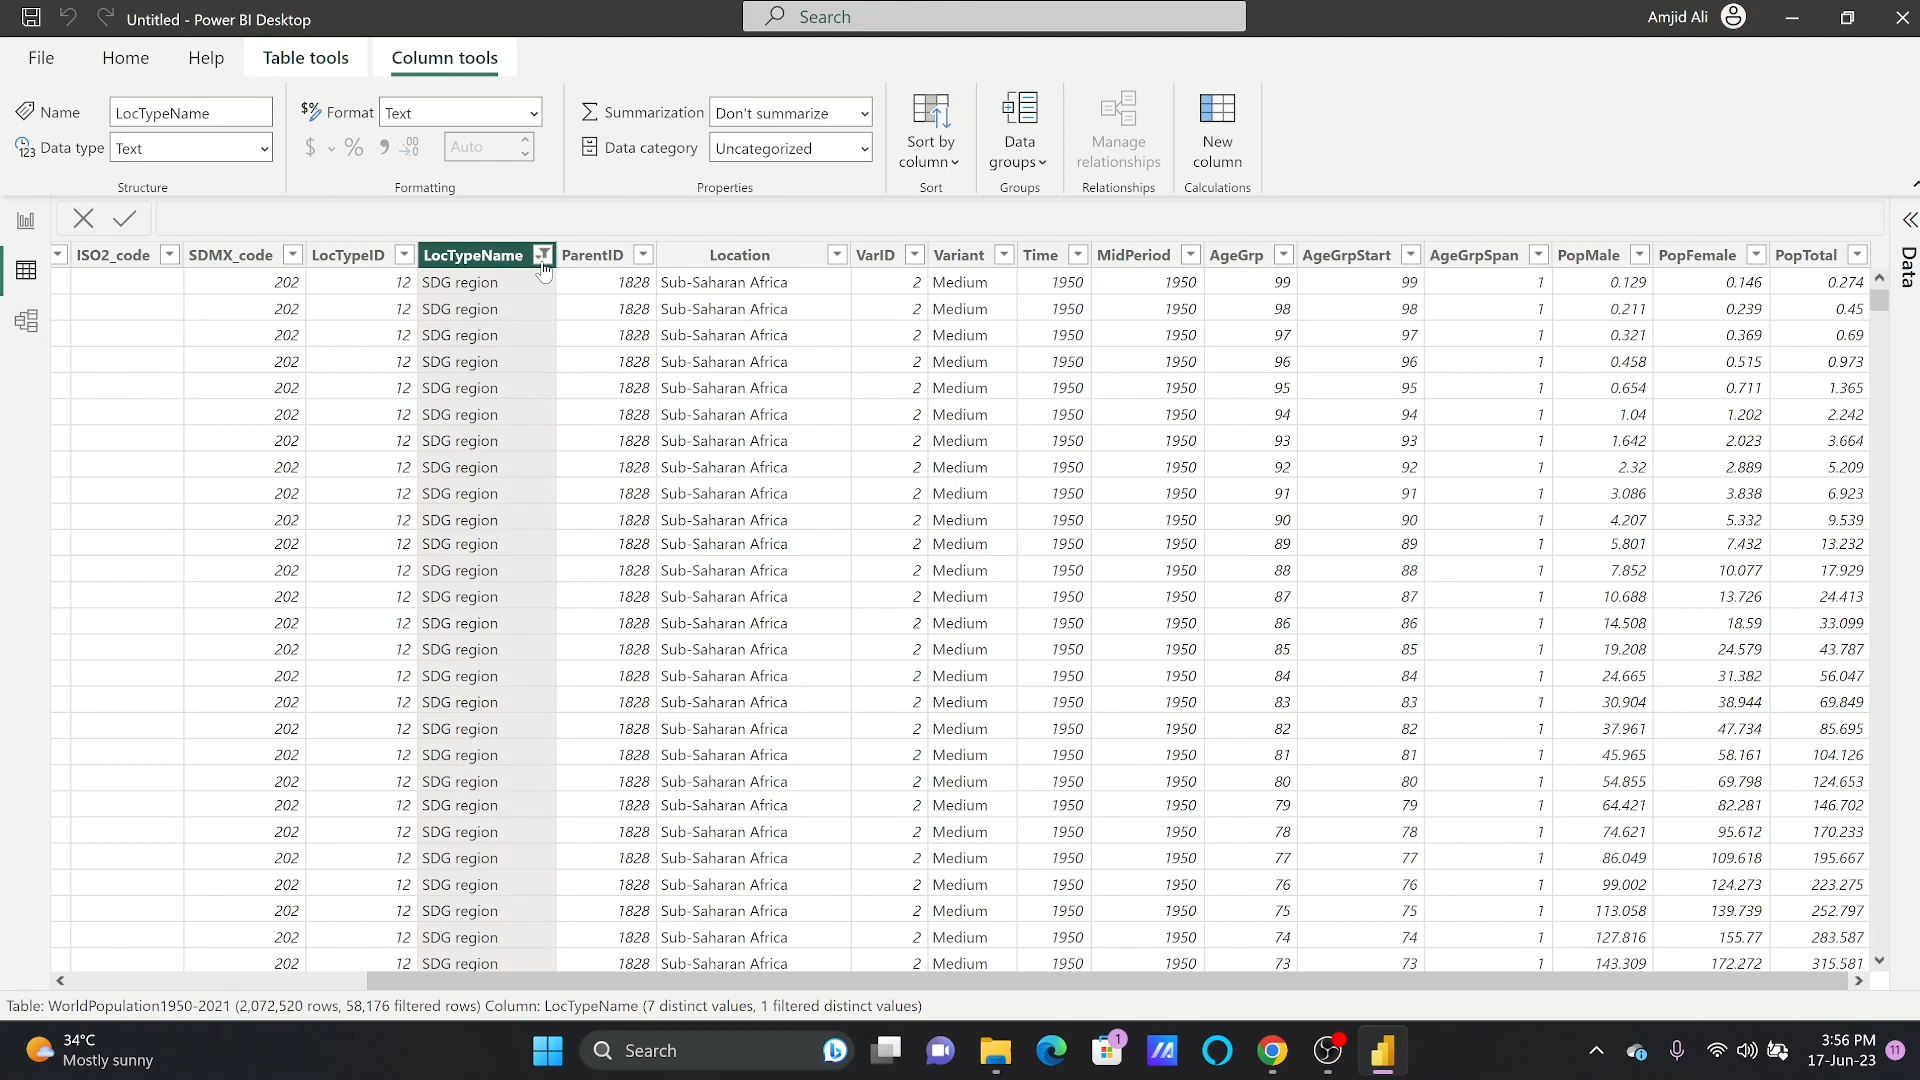 Untitled - Power BI Desktop
Search
Amjid Ali
File Home Help Table tools Column tools
Name LocTypeName
$% Format Text
Summarization Don't summarize
Data type Text
$ % , .00 Auto
Data category Uncategorized
Sort by column
Data groups
Manage relationships
New column
Structure Formatting Properties Sort Groups Relationships Calculations
Data
ISO2_code SDMX_code LocTypeID LocTypeName ParentID Location VarID Variant Time MidPeriod AgeGrp AgeGrpStart AgeGrpSpan PopMale PopFemale PopTotal
202 12 SDG region 1828 Sub-Saharan Africa 2 Medium 1950 1950 99 99 1 0.129 0.146 0.274
202 12 SDG region 1828 Sub-Saharan Africa 2 Medium 1950 1950 98 98 1 0.211 0.239 0.45
202 12 SDG region 1828 Sub-Saharan Africa 2 Medium 1950 1950 97 97 1 0.321 0.369 0.69
202 12 SDG region 1828 Sub-Saharan Africa 2 Medium 1950 1950 96 96 1 0.458 0.515 0.973
202 12 SDG region 1828 Sub-Saharan Africa 2 Medium 1950 1950 95 95 1 0.654 0.711 1.365
202 12 SDG region 1828 Sub-Saharan Africa 2 Medium 1950 1950 94 94 1 1.04 1.202 2.242
202 12 SDG region 1828 Sub-Saharan Africa 2 Medium 1950 1950 93 93 1 1.642 2.023 3.664
202 12 SDG region 1828 Sub-Saharan Africa 2 Medium 1950 1950 92 92 1 2.32 2.889 5.209
202 12 SDG region 1828 Sub-Saharan Africa 2 Medium 1950 1950 91 91 1 3.086 3.838 6.923
202 12 SDG region 1828 Sub-Saharan Africa 2 Medium 1950 1950 90 90 1 4.207 5.332 9.539
202 12 SDG region 1828 Sub-Saharan Africa 2 Medium 1950 1950 89 89 1 5.801 7.432 13.232
202 12 SDG region 1828 Sub-Saharan Africa 2 Medium 1950 1950 88 88 1 7.852 10.077 17.929
202 12 SDG region 1828 Sub-Saharan Africa 2 Medium 1950 1950 87 87 1 10.688 13.726 24.413
202 12 SDG region 1828 Sub-Saharan Africa 2 Medium 1950 1950 86 86 1 14.508 18.59 33.099
202 12 SDG region 1828 Sub-Saharan Africa 2 Medium 1950 1950 85 85 1 19.208 24.579 43.787
202 12 SDG region 1828 Sub-Saharan Africa 2 Medium 1950 1950 84 84 1 24.665 31.382 56.047
202 12 SDG region 1828 Sub-Saharan Africa 2 Medium 1950 1950 83 83 1 30.904 38.944 69.849
202 12 SDG region 1828 Sub-Saharan Africa 2 Medium 1950 1950 82 82 1 37.961 47.734 85.695
202 12 SDG region 1828 Sub-Saharan Africa 2 Medium 1950 1950 81 81 1 45.965 58.161 104.126
202 12 SDG region 1828 Sub-Saharan Africa 2 Medium 1950 1950 80 80 1 54.855 69.798 124.653
202 12 SDG region 1828 Sub-Saharan Africa 2 Medium 1950 1950 79 79 1 64.421 82.281 146.702
202 12 SDG region 1828 Sub-Saharan Africa 2 Medium 1950 1950 78 78 1 74.621 95.612 170.233
202 12 SDG region 1828 Sub-Saharan Africa 2 Medium 1950 1950 77 77 1 86.049 109.618 195.667
202 12 SDG region 1828 Sub-Saharan Africa 2 Medium 1950 1950 76 76 1 99.002 124.273 223.275
202 12 SDG region 1828 Sub-Saharan Africa 2 Medium 1950 1950 75 75 1 113.058 139.739 252.797
202 12 SDG region 1828 Sub-Saharan Africa 2 Medium 1950 1950 74 74 1 127.816 155.77 283.587
202 12 SDG region 1828 Sub-Saharan Africa 2 Medium 1950 1950 73 73 1 143.309 172.272 315.581
Table: WorldPopulation1950-2021 (2,072,520 rows, 58,176 filtered rows) Column: LocTypeName (7 distinct values, 1 filtered distinct values)
34°C
Mostly sunny
Search
1
3:56 PM
17-Jun-23
11